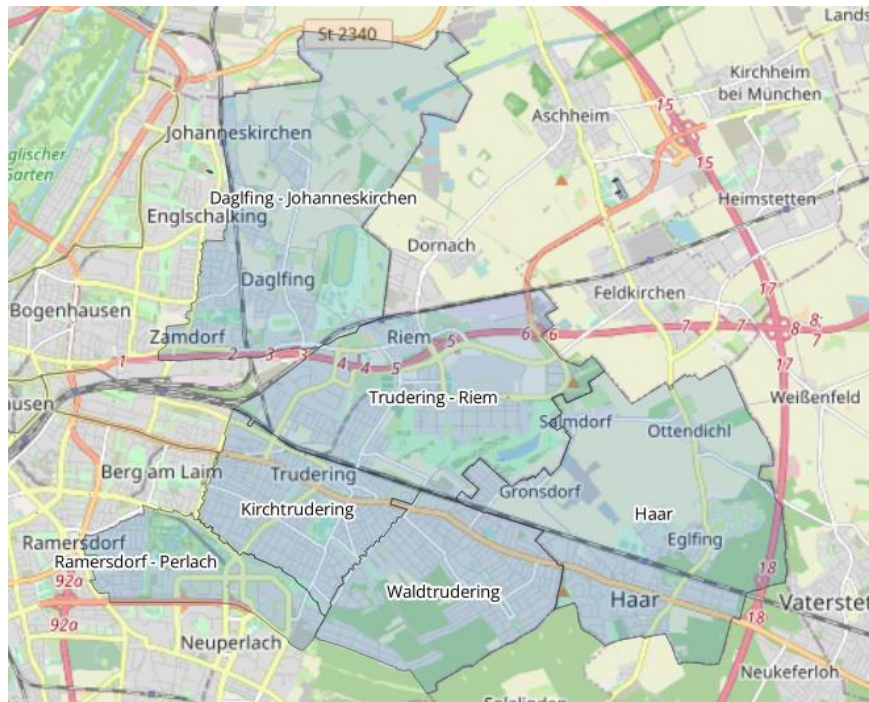 Lands
St 2340
Kirchheim
bei München
15
Aschheim
Johanneskirchen
15
glischer
Garten
Daglfing - Johanneskirchen
Heimstetten
Englschalking
Dornach
Daglfing
Feldkirchen
17
Bogenhausen
Zamdorf
Riem
5
6
6
7
7
8
8;
7
1
2
3
3
4
4
5
17
Trudering - Riem
Weißenfeld
ausen
Salmdorf
Ottendichl
Berg am Laim
Trudering
Gronsdorf
Kirchtrudering
Haar
Ramersdorf
Eglfing
Ramersdorf - Perlach
92a
Waldtrudering
18
Haar
Vaterstet
92a
18
Neuperlach
Neukeferloh